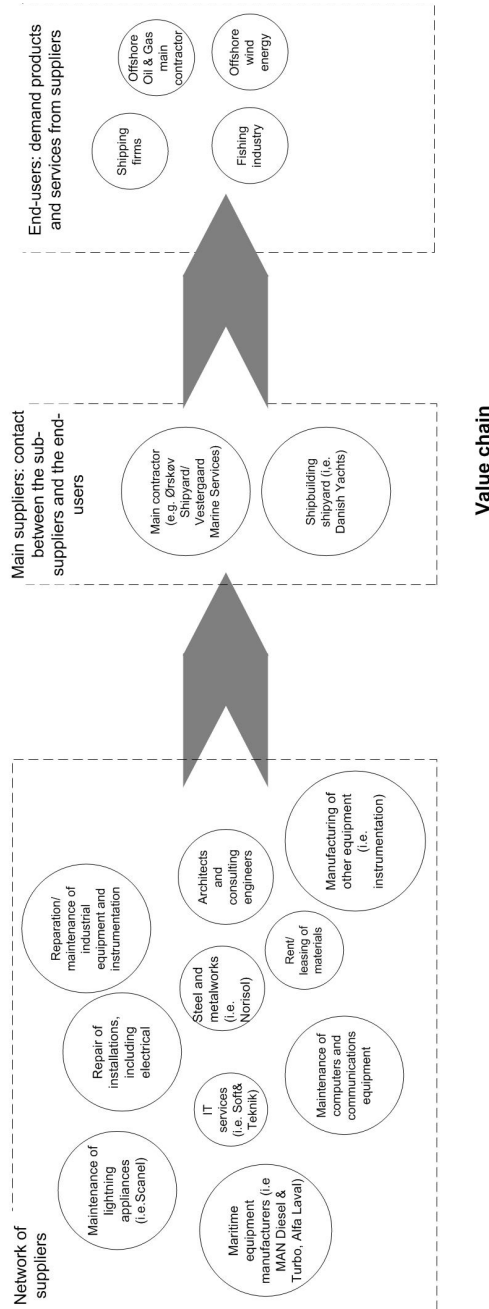 Network of
suppliers
Maintenance of
lightning
appliances
(i.e.Scanel)
Repair of
installations,
including
electrical
Reparation/
maintenance of
industrial
equipment and
instrumentation
Maritime
equipment
manufacturers (i.e
MAN Diesel &
Turbo, Alfa Laval)
IT
services
(i.e. Soft&
Teknik)
Steel and
metalworks
(i.e.
Norisol)
Architects
and
consulting
engineers
Maintenance of
computers and
communications
equipment
Rent/
leasing of
materials
Manufacturing of
other equipment
(i.e.
instrumentation)
Main suppliers: contact
between the sub-
suppliers and the end-
users
Main contractor
(e.g. Ørskøv
Shipyard/
Vestergaard
Marine Services)
Shipbuilding
shipyard (i,e.
Danish Yachts)
End-users: demand products
and services from suppliers
Shipping
firms
Offshore
Oil & Gas
main
contractor
Fishing
industry
Offshore
wind
energy
Value chain